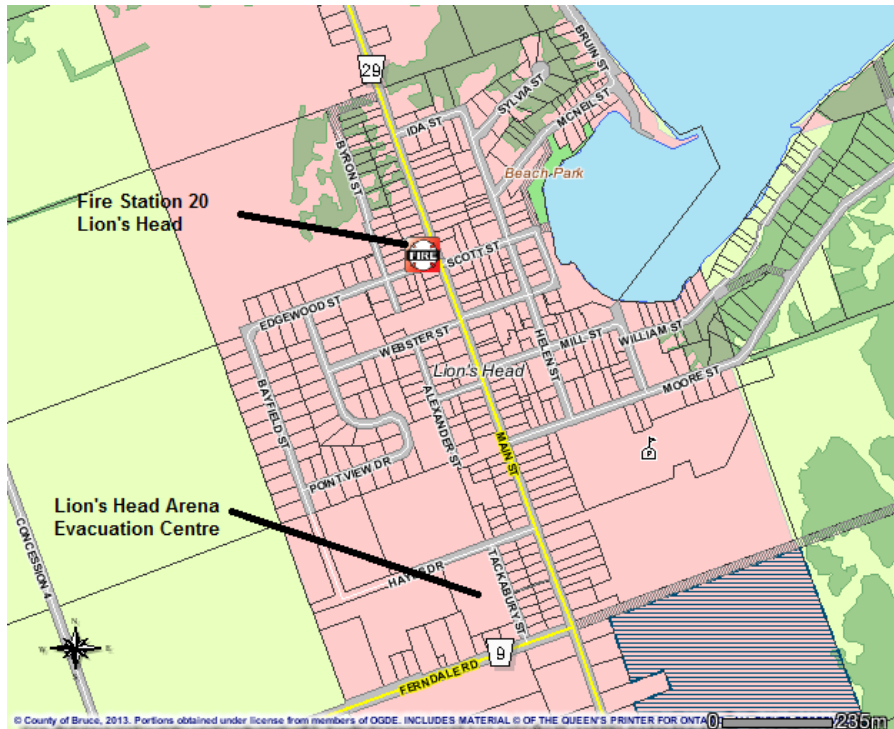 29
BRUIN ST
SYLVIA ST
MCNEIL ST
IDA ST
BYRON ST
Beach Park
Fire Station 20
Lion's Head
FIRE
SCOTT ST
EDGEWOOD ST
WEBSTER ST
MILL ST
WILLIAM ST
HELEN ST
Lion's Head
MOORE ST
BAYFIELD ST
ALEXANDER ST
MAIN ST
POINT VIEW DR
P
Lion's Head Arena
Evacuation Centre
CONCESSION 4
HAYES DR
TACKABURY ST
N
W
E
S
9
FERNDALE RD
© County of Bruce, 2013. Portions obtained under license from members of OGDE. INCLUDES MATERIAL © OF THE QUEEN'S PRINTER FOR
0 235m